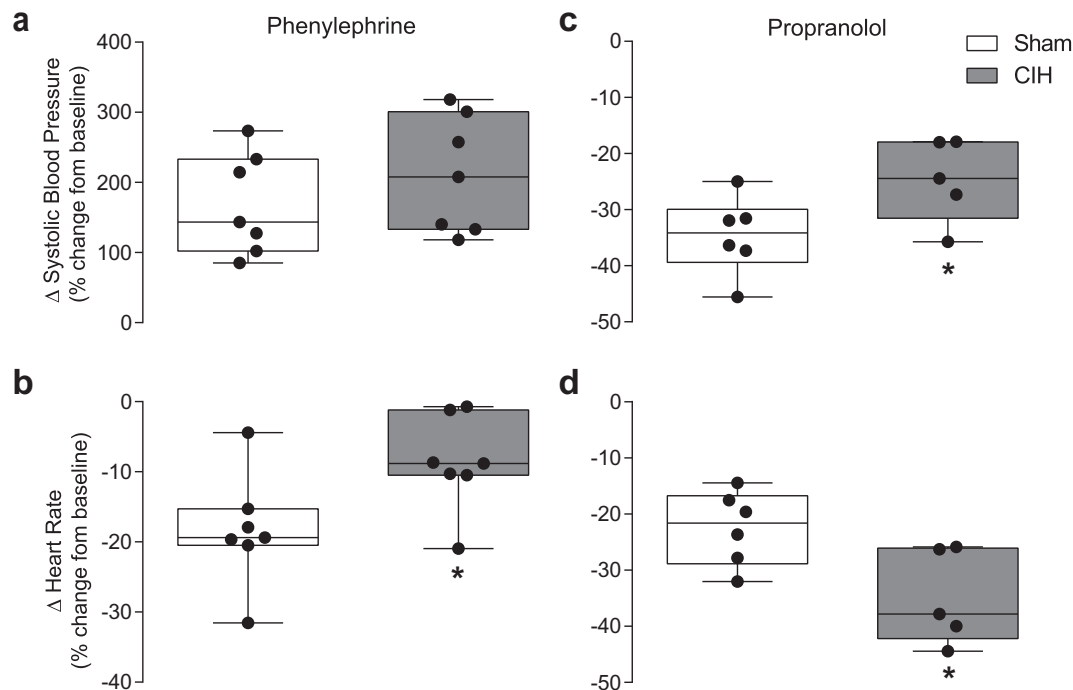 a
Phenylephrine
Δ Systolic Blood Pressure
(% change fom baseline)
400
300
200
100
0
c
Propranolol
0
-10
-20
-30
-40
-50
*
Sham
CIH
b
Δ Heart Rate
(% change fom baseline)
0
-10
-20
-30
-40
*
d
0
-10
-20
-30
-40
-50
*